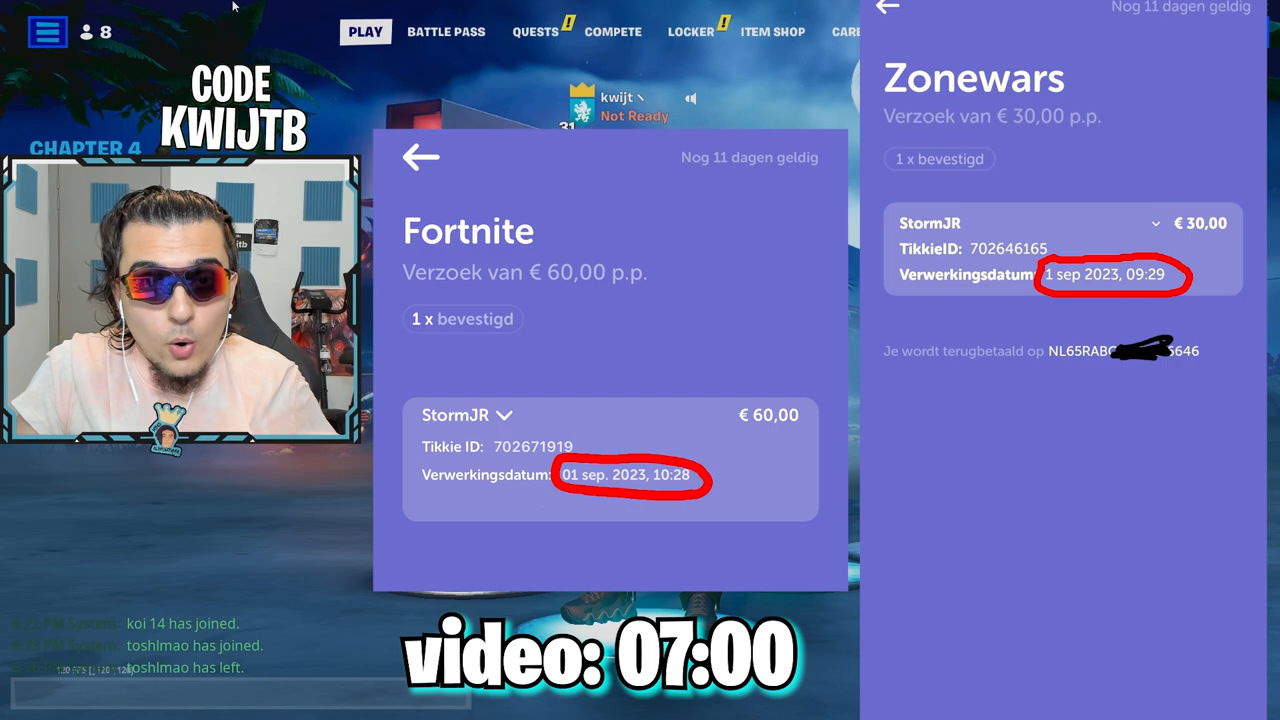 8
PLAY
BATTLE PASS
QUESTS
COMPETE
LOCKER
ITEM SHOP
CODE
KWIJTB
kwijt
Not Ready
31
CHAPTER 4
Nog 11 dagen geldig
Fortnite
Verzoek van € 60,00 p.p.
1 x bevestigd
StormJR
€ 60,00
Tikkie ID: 702671919
Verwerkingsdatum: 01 sep. 2023, 10:28
Nog 11 dagen geldig
Zonewars
Verzoek van € 30,00 p.p.
1 x bevestigd
StormJR
€ 30,00
TikkieID: 702646165
Verwerkingsdatum: 1 sep 2023, 09:29
Je wordt terugbetaald op NL65RABO 5646
koi 14 has joined.
toshlmao has joined.
toshlmao has left.
video: 07:00